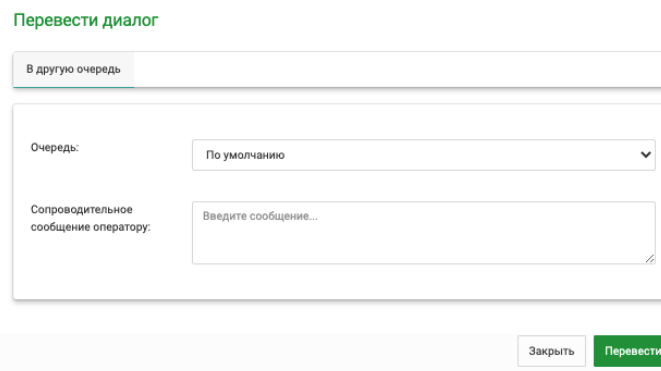 Перевести диалог
В другую очередь
Очередь:
По умолчанию
Сопроводительное
сообщение оператору:
Введите сообщение...
Закрыть
Перевести